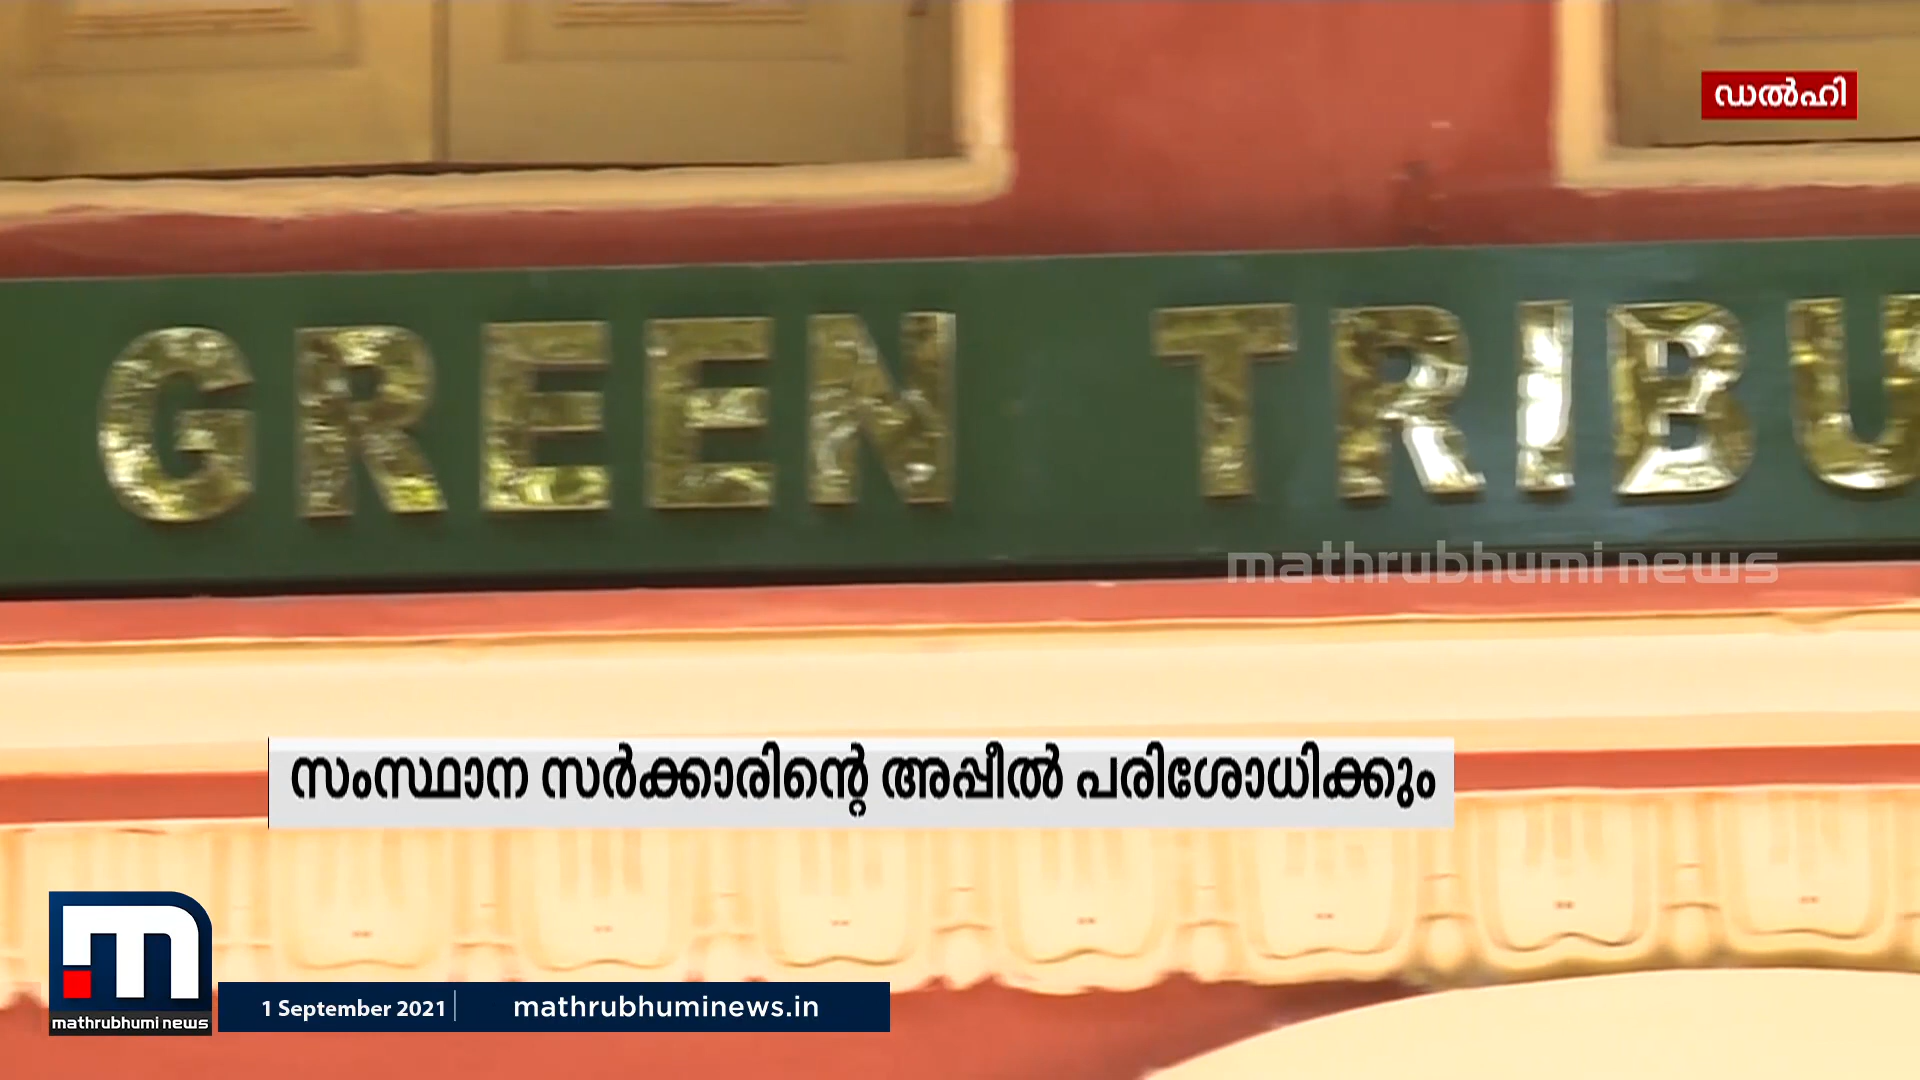 ഡൽഹി
GREEN TRIBU
mathrubhumi news
സംസ്ഥാന സർക്കാരിന്റെ അപ്പീൽ പരിശോധിക്കും
mathrubhumi news
1 September 2021
mathrubhuminews.in